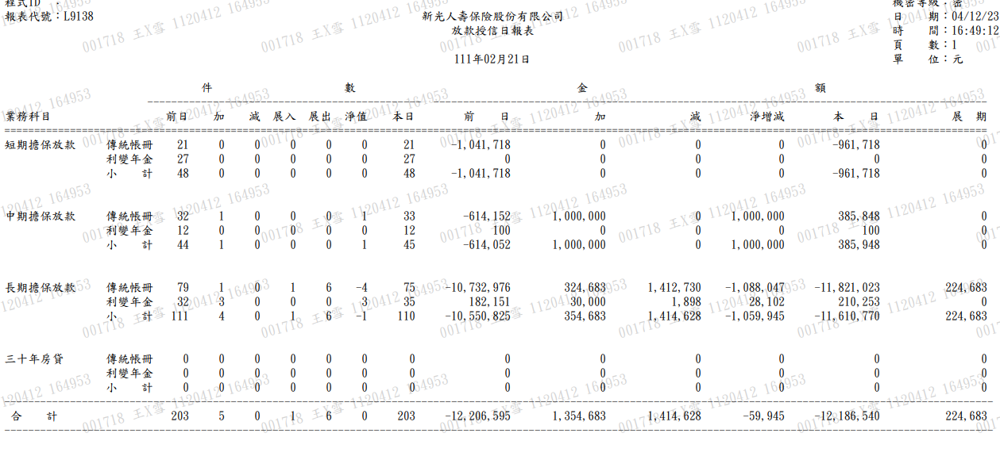 程式ID ：
報表代號：L9138 新光人壽保險股份有限公司 機密等級：密
放款授信日報表 日　　期：04/12/23
時　　間：16:49:12
頁　　數：1
111年02月21日 單　　位：元
件 數 金 額
業務科目 前日 加 減 展入 展出 淨值 本日 前　日 加 減 淨增減 本　日 展　期
短期擔保放款 傳統帳冊 21 0 0 0 0 0 21 -1,041,718 0 0 0 -961,718 0
利變年金 27 0 0 0 0 0 27 0 0 0 0 0 0
小　計 48 0 0 0 0 0 48 -1,041,718 0 0 0 -961,718 0
中期擔保放款 傳統帳冊 32 1 0 0 0 1 33 -614,152 1,000,000 0 1,000,000 385,848 0
利變年金 12 0 0 0 0 0 12 100 0 0 0 100 0
小　計 44 1 0 0 0 1 45 -614,052 1,000,000 0 1,000,000 385,948 0
長期擔保放款 傳統帳冊 79 1 0 1 6 -4 75 -10,732,976 324,683 1,412,730 -1,088,047 -11,821,023 224,683
利變年金 32 3 0 0 0 3 35 182,151 30,000 1,898 28,102 210,253 0
小　計 111 4 0 1 6 -1 110 -10,550,825 354,683 1,414,628 -1,059,945 -11,610,770 224,683
三十年房貸 傳統帳冊 0 0 0 0 0 0 0 0 0 0 0 0 0
利變年金 0 0 0 0 0 0 0 0 0 0 0 0 0
小　計 0 0 0 0 0 0 0 0 0 0 0 0 0
合　計 203 5 0 1 6 0 203 -12,206,595 1,354,683 1,414,628 -59,945 -12,186,540 224,683
001718 王X雪 1120412 164953